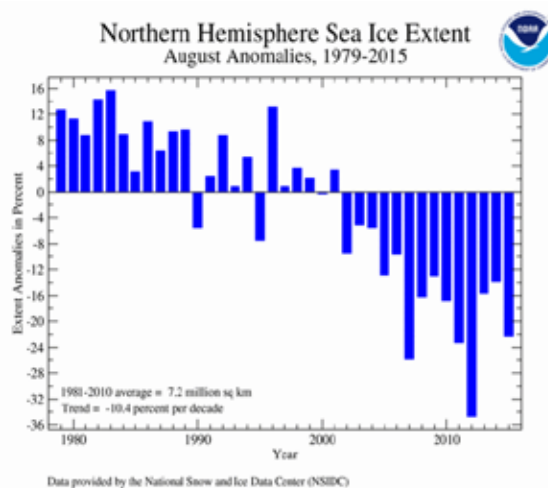 Northern Hemisphere Sea Ice Extent
August Anomalies, 1979-2015
NOAA
16
12
8
4
0
-4
-8
-12
-16
-20
-24
-28
-32
-36
Extent Anomalies in Percent
1981-2010 average = 7.2 million sq km
Trend = -10.4 percent per decade
1980
1990
2000
2010
Year
Data provided by the National Snow and Ice Data Center (NSIDC)